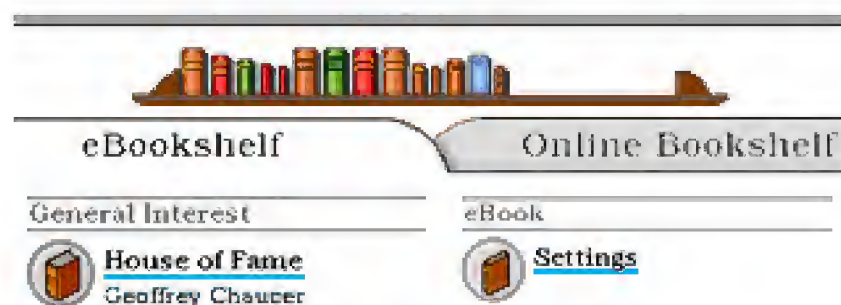 eBookshelf
Online Bookshelf
General Interest
eBook
House of Fame
Settings
Geoffrey Chaucer